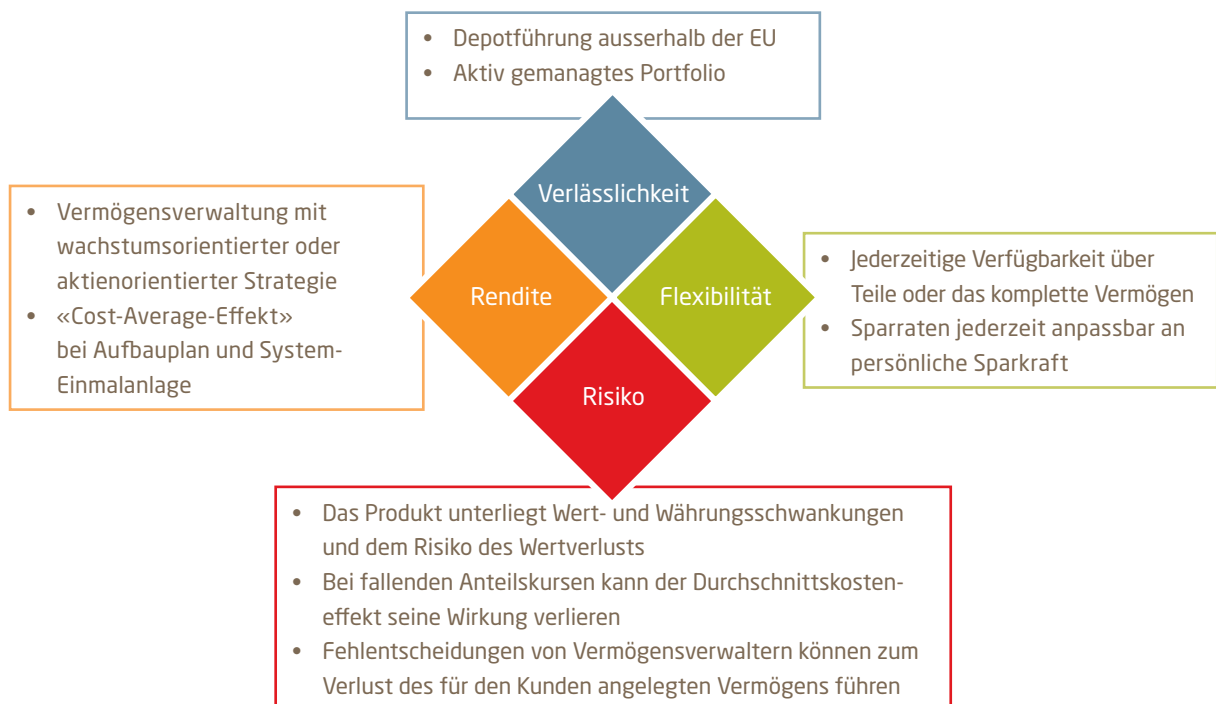 • Depotführung ausserhalb der EU
• Aktiv gemanagtes Portfolio
Verlässlichkeit
• Vermögensverwaltung mit
wachstumsorientierter oder
aktienorientierter Strategie
• «Cost-Average-Effekt»
bei Aufbauplan und System-
Einmalanlage
Rendite
Flexibilität
• Jederzeitige Verfügbarkeit über
Teile oder das komplette Vermögen
• Sparraten jederzeit anpassbar an
persönliche Sparkraft
Risiko
• Das Produkt unterliegt Wert- und Währungsschwankungen
und dem Risiko des Wertverlusts
• Bei fallenden Anteilskursen kann der Durchschnittskosten-
effekt seine Wirkung verlieren
• Fehlentscheidungen von Vermögensverwaltern können zum
Verlust des für den Kunden angelegten Vermögens führen